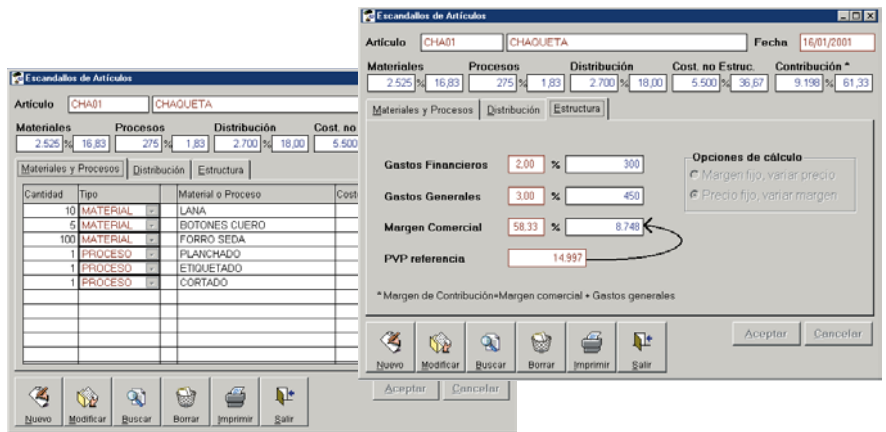 Escandallos de Artículos
Artículo CHA01 CHAQUETA Fecha 16/01/2001
Materiales Procesos Distribución Cost. no Estruc. Contribución *
2.525 % 16,83 275 % 1,83 2.700 % 18,00 5.500 % 36,67 9.198 % 61,33
Materiales y Procesos Distribución Estructura
Gastos Financieros 2,00 % 300
Gastos Generales 3,00 % 450
Margen Comercial 58,33 % 8.748
PVP referencia 14.997
Opciones de cálculo
Margen fijo, variar precio
Precio fijo, variar margen
* Margen de Contribución=Margen comercial + Gastos generales
Nuevo Modificar Buscar Borrar Imprimir Salir Aceptar Cancelar
Escandallos de Artículos
Artículo CHA01 CHAQUETA
Materiales Procesos Distribución Cost. no
2.525 % 16,83 275 % 1,83 2.700 % 18,00 5.500
Materiales y Procesos Distribución Estructura
Cantidad Tipo Material o Proceso Coste
10 MATERIAL LANA
5 MATERIAL BOTONES CUERO
100 MATERIAL FORRO SEDA
1 PROCESO PLANCHADO
1 PROCESO ETIQUETADO
1 PROCESO CORTADO
Nuevo Modificar Buscar Borrar Imprimir Salir Aceptar Cancelar